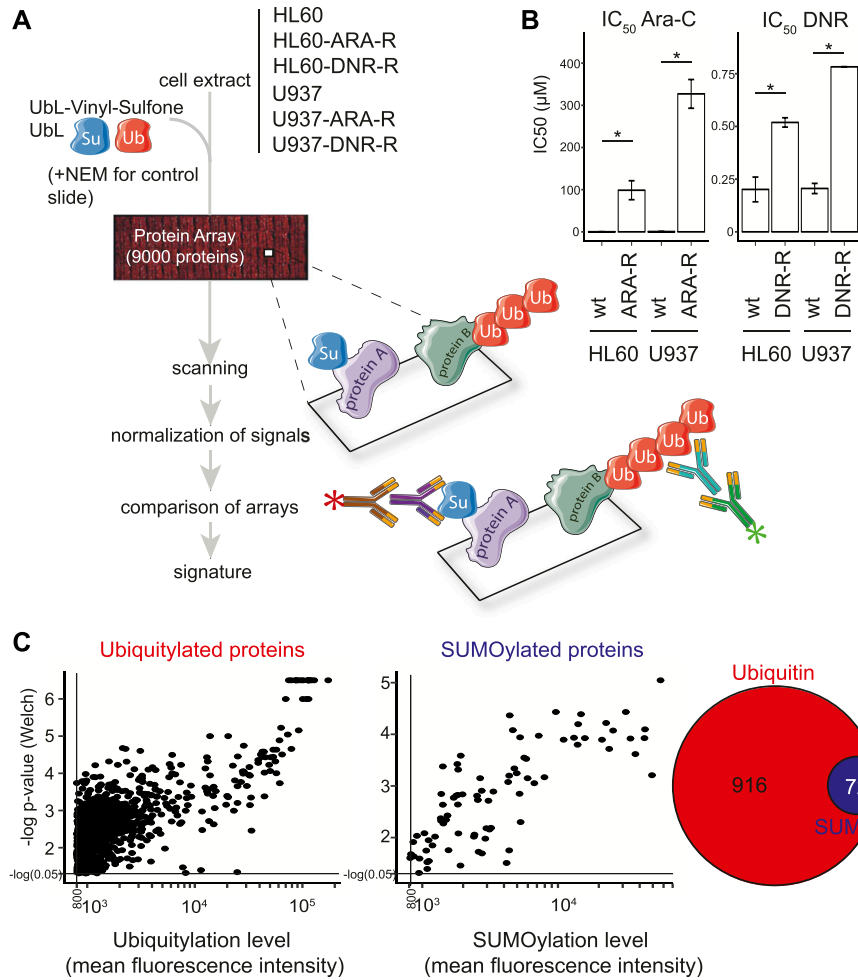 A
HL60
HL60-ARA-R
HL60-DNR-R
U937
U937-ARA-R
U937-DNR-R
cell extract
UbL-Vinyl-Sulfone
UbL
Su
Ub
(+NEM for control
slide)
Protein Array
(9000 proteins)
scanning
normalization of signals
comparison of arrays
signature
Su
protein A
protein B
Ub
Ub
Ub
*
Su
protein A
protein B
Ub
Ub
Ub
Ub
*
B
IC50 Ara-C
IC50 DNR
IC50 (µM)
400
300
200
100
0
*
*
wt
ARA-R
wt
ARA-R
HL60
U937
0.75
0.50
0.25
0
*
*
wt
DNR-R
wt
DNR-R
HL60
U937
C
Ubiquitylated proteins
-log p-value (Welch)
6
5
4
3
2
-log(0.05)
800
10³
10⁴
10⁵
Ubiquitylation level
(mean fluorescence intensity)
SUMOylated proteins
5
4
3
2
-log(0.05)
800
10³
10⁴
SUMOylation level
(mean fluorescence intensity)
Ubiquitin
916
7
SUM